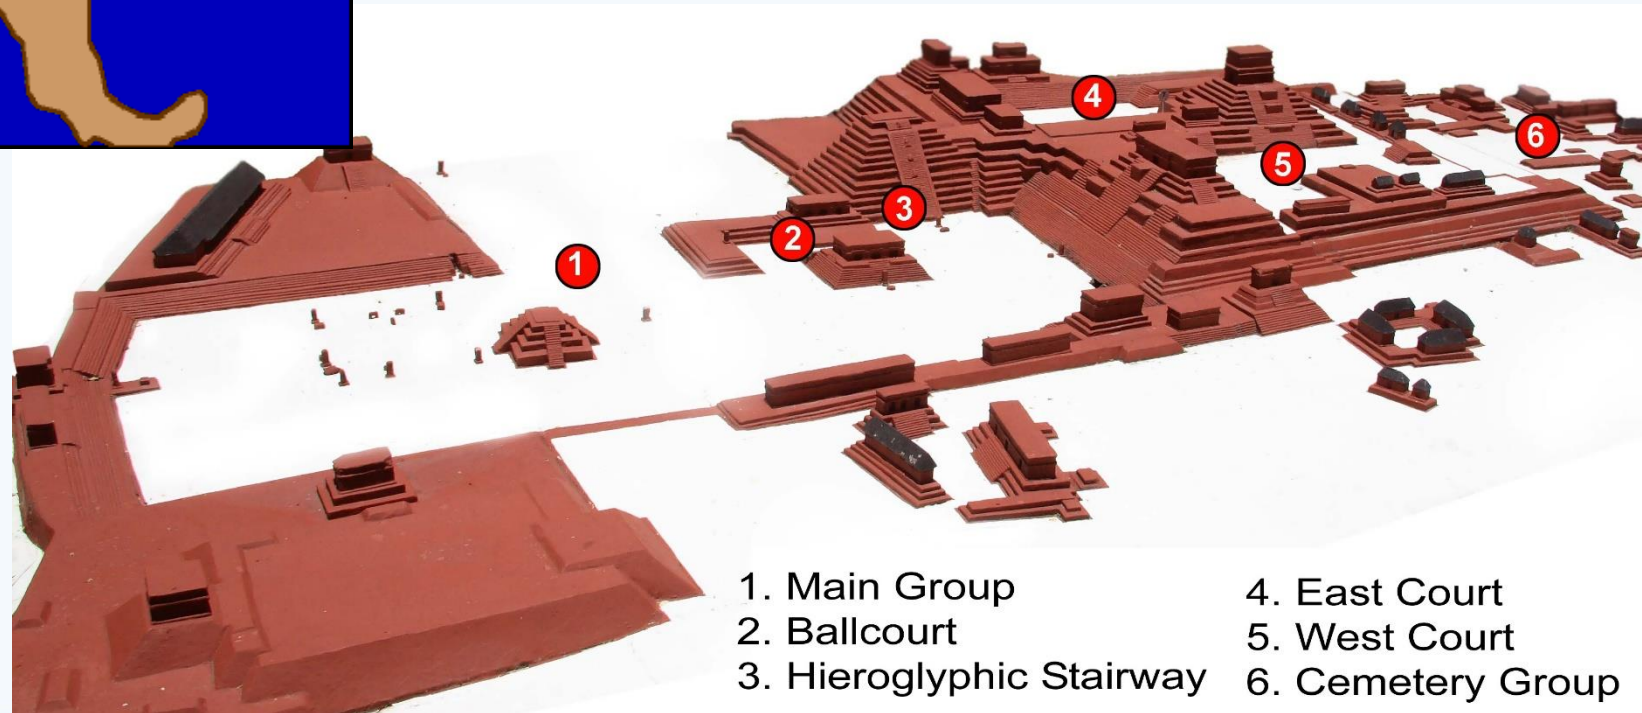 1
2
3
4
5
6
1. Main Group
2. Ballcourt
3. Hieroglyphic Stairway
4. East Court
5. West Court
6. Cemetery Group